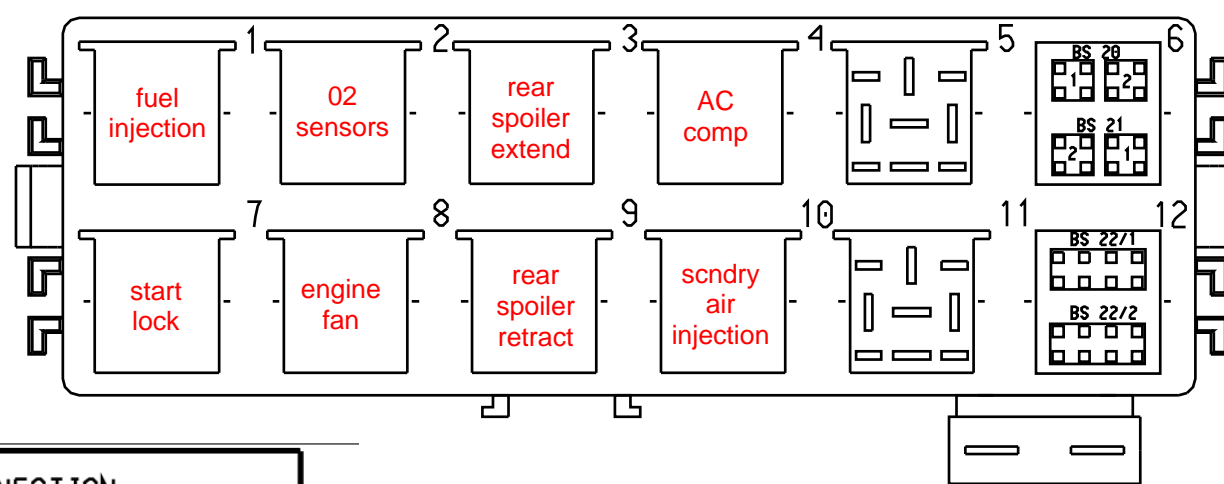 1 2 3 4 5 6
fuel
injection
02
sensors
rear
spoiler
extend
AC
comp
BS 20
1 2
BS 21
2 1
7 8 9 10 11 12
start
lock
engine
fan
rear
spoiler
retract
scndry
air
injection
BS 22/1
BS 22/2